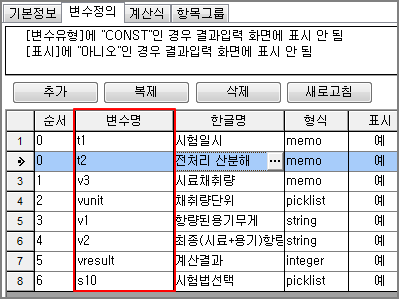 기본정보 변수정의 계산식 항목그룹
[변수유형]에 "CONST"인 경우 결과입력 화면에 표시 안 됨
[표시]에 "아니오"인 경우 결과입력 화면에 표시 안 됨
추가 복제 삭제 새로고침
순서 변수명 한글명 형식 표시
1 0 t1 시험일시 memo 예
0 t2 전처리 산분해 ... memo 예
3 1 v3 시료채취량 memo 예
4 2 vunit 채취량단위 picklist 예
5 3 v1 항량된용기무게 string 예
6 4 v2 최종(시료+용기)항량 string 예
7 5 vresult 계산결과 integer 예
8 6 s10 시험법선택 picklist 예